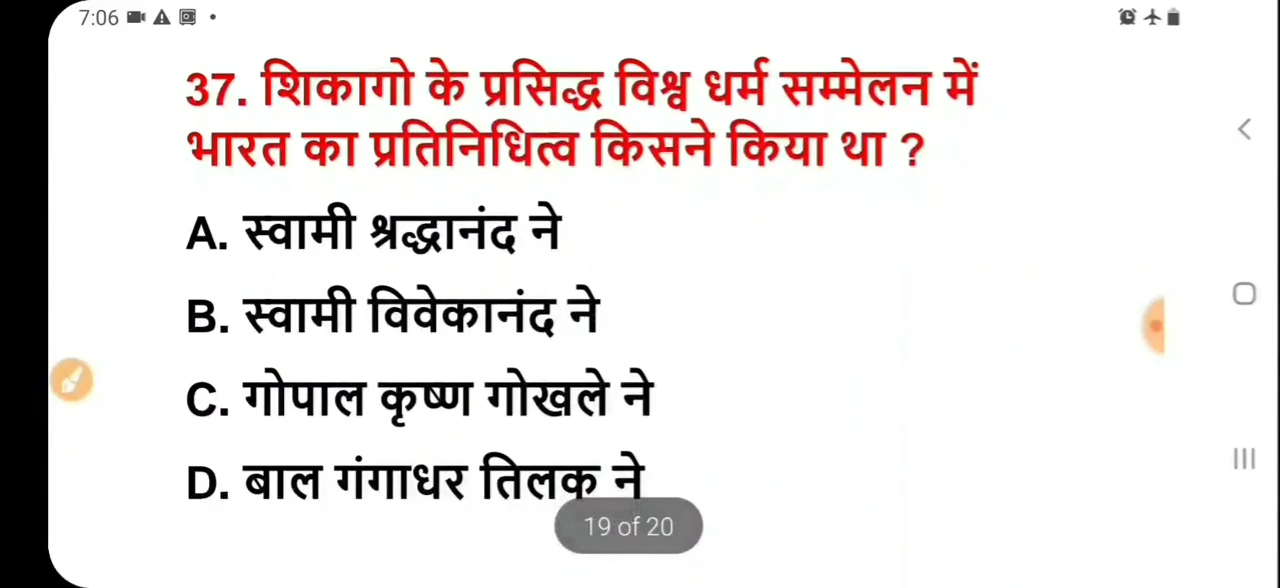 7:06
37. शिकागो के प्रसिद्ध विश्व धर्म सम्मेलन में
भारत का प्रतिनिधित्व किसने किया था ?
A. स्वामी श्रद्धानंद ने
B. स्वामी विवेकानंद ने
C. गोपाल कृष्ण गोखले ने
D. बाल गंगाधर तिलक ने
19 of 20